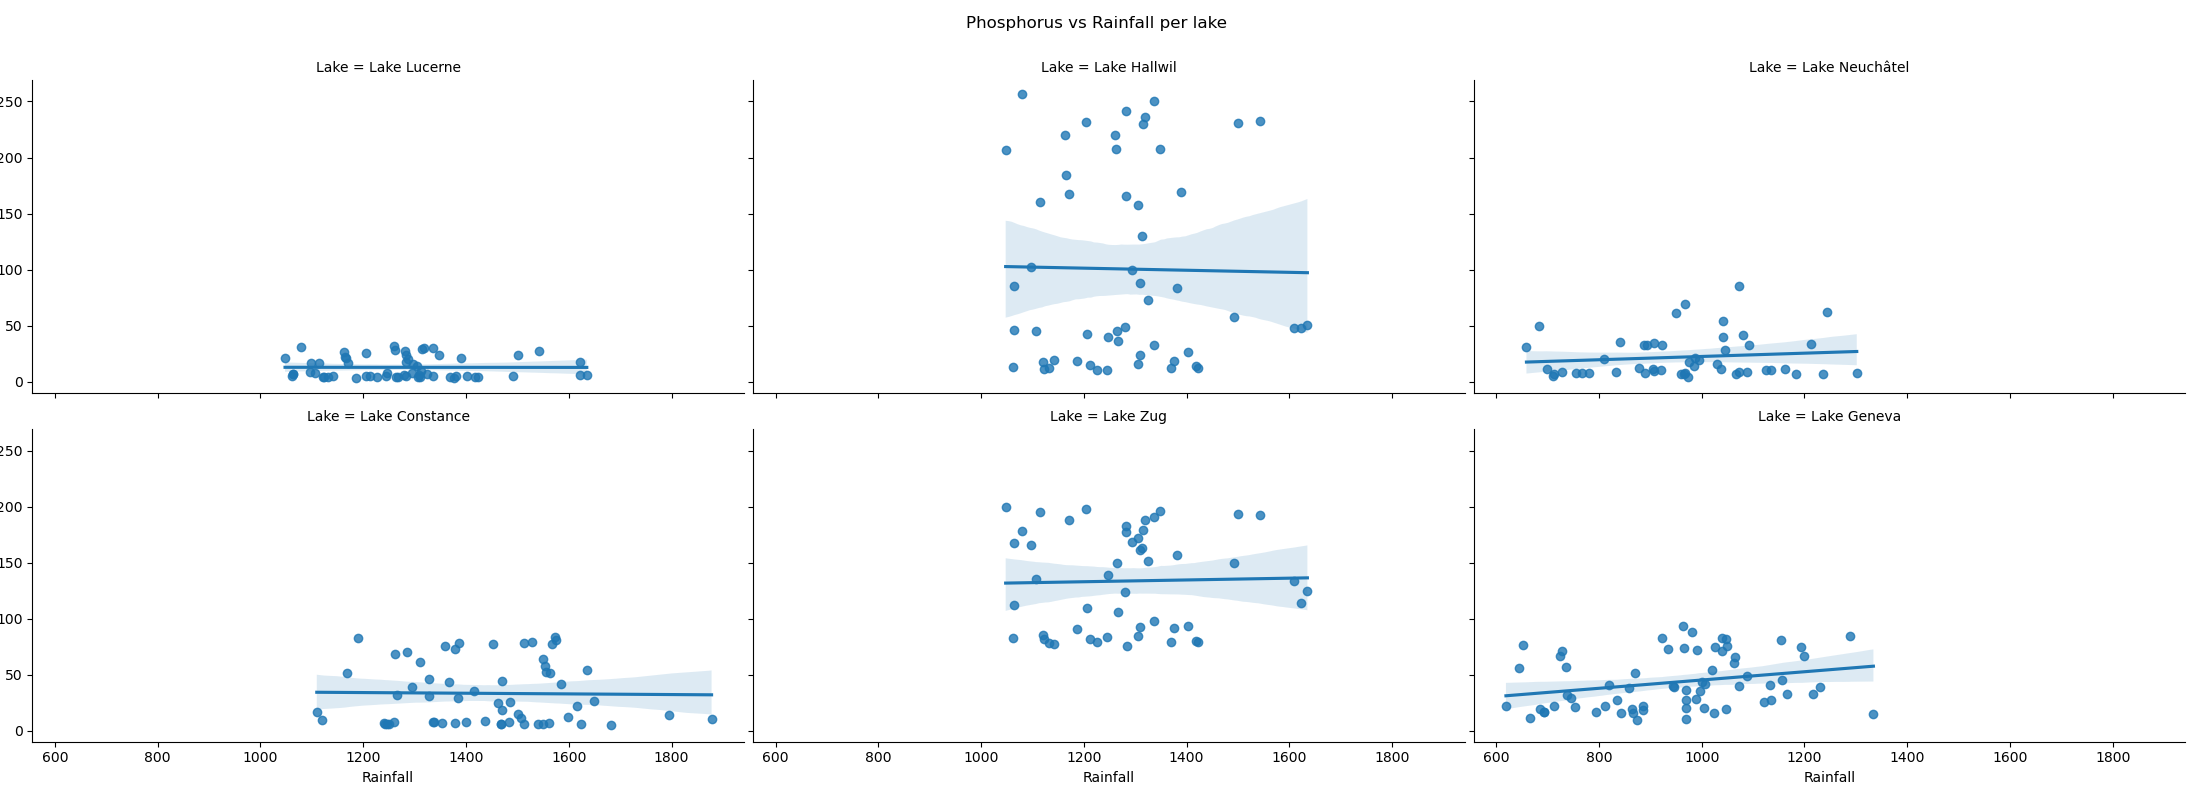 Phosphorus vs Rainfall per lake
Lake = Lake Lucerne
Lake = Lake Hallwil
Lake = Lake Neuchâtel
250
200
150
100
50
0
Lake = Lake Constance
Lake = Lake Zug
Lake = Lake Geneva
250
200
150
100
50
0
600 800 1000 1200 1400 1600 1800
600 800 1000 1200 1400 1600 1800
600 800 1000 1200 1400 1600 1800
Rainfall
Rainfall
Rainfall